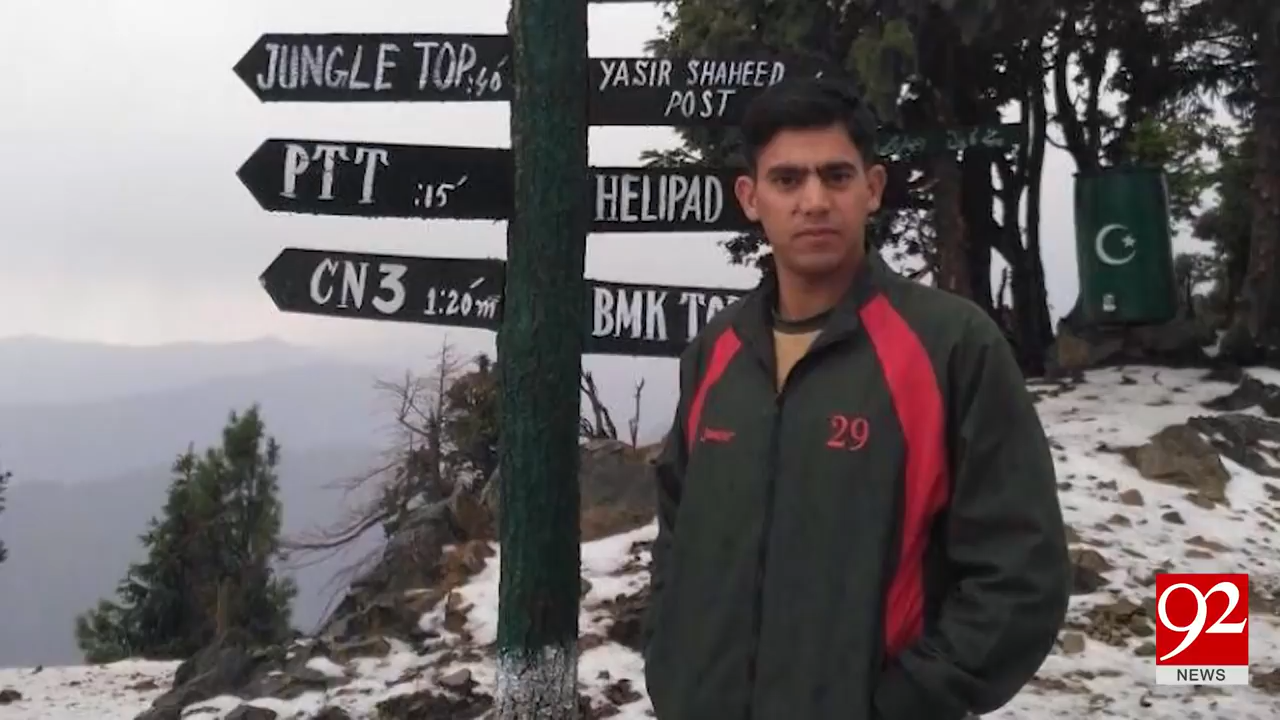 JUNGLE TOP :40'
PTT :15'
CN3 1:20'm
YASIR SHAHEED
POST
HELIPAD
BMK TO
29
92
NEWS